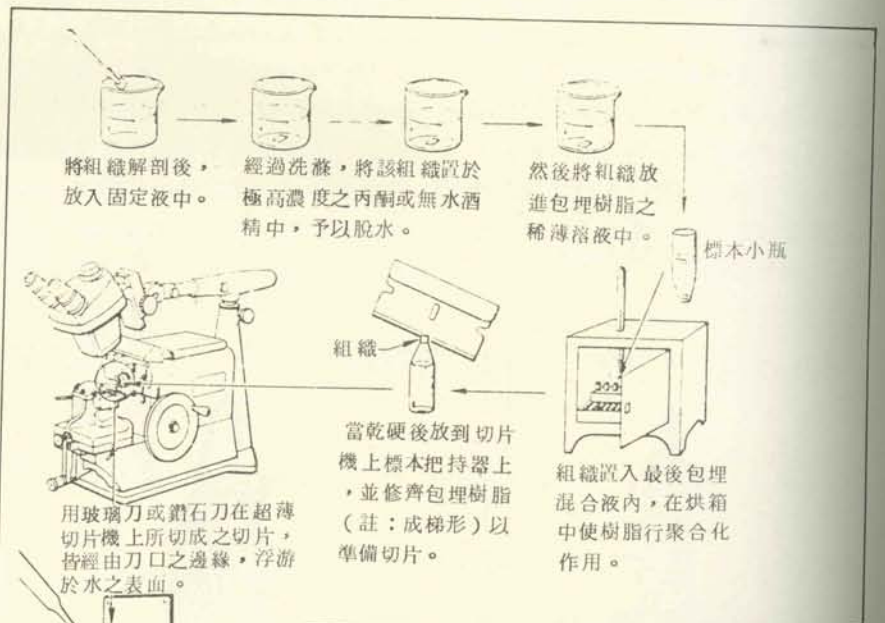 將組織解剖後，
放入固定液中。
經過洗滌，將該組織置於
極高濃度之丙酮或無水酒
精中，予以脫水。
然後將組織放
進包埋樹脂之
稀薄溶液中。
標本小瓶
組織置入最後包埋
混合液內，在烘箱
中使樹脂行聚合化
作用。
組織
當乾硬後放到切片
機上標本把持器上
，並修齊包埋樹脂
（註：成梯形）以
準備切片。
用玻璃刀或鑽石刀在超薄
切片機上所切成之切片，
皆經由刀口之邊緣，浮游
於水之表面。